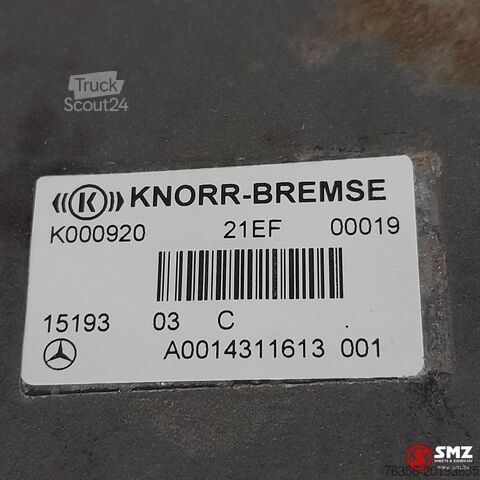 Truck
Scout24
K KNORR-BREMSE
K000920 21EF 00019
15193 03 C
A0014311613 001
SMZ